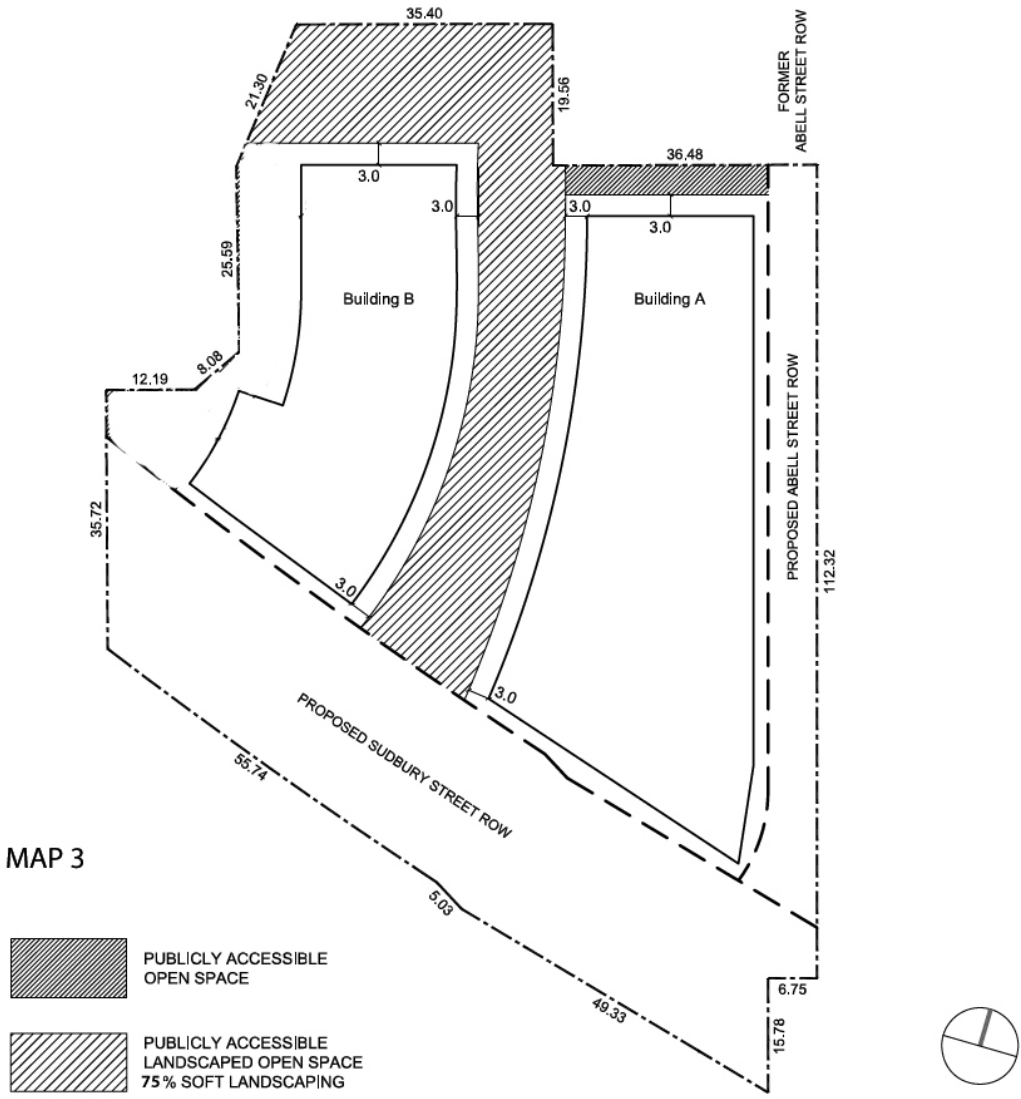 35.40
FORMER
ABELL STREET ROW
21.30
19.56
36.48
3.0
3.0
3.0
3.0
25.59
Building B
Building A
8.08
12.19
PROPOSED ABELL STREET ROW
35.72
112.32
3.0
3.0
PROPOSED SUDBURY STREET ROW
55.74
MAP 3
5.03
PUBLICLY ACCESSIBLE
OPEN SPACE
6.75
49.33
15.78
PUBLICLY ACCESSIBLE
LANDSCAPED OPEN SPACE
75% SOFT LANDSCAPING